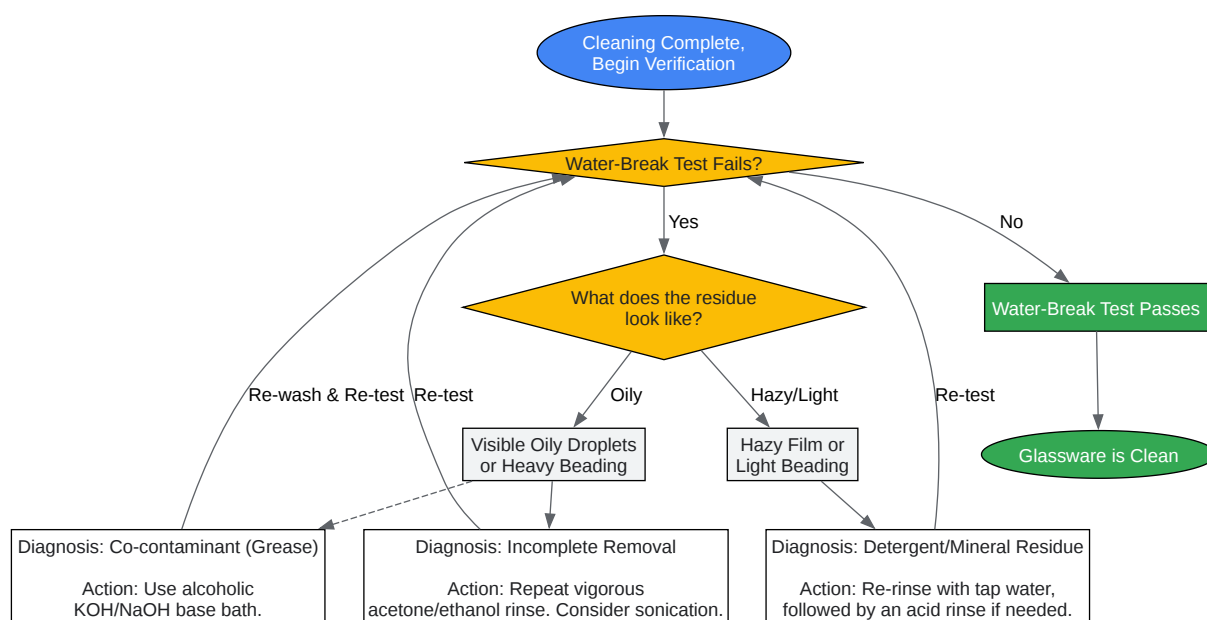 Cleaning Complete,
Begin Verification
Water-Break Test Fails?
Yes
No
What does the residue
look like?
Water-Break Test Passes
Re-wash & Re-test
Re-test
Oily
Hazy/Light
Re-test
Visible Oily Droplets
or Heavy Beading
Hazy Film or
Light Beading
Glassware is Clean
Diagnosis: Co-contaminant (Grease)
Action: Use alcoholic
KOH/NaOH base bath.
Diagnosis: Incomplete Removal
Action: Repeat vigorous
acetone/ethanol rinse. Consider sonication.
Diagnosis: Detergent/Mineral Residue
Action: Re-rinse with tap water,
followed by an acid rinse if needed.